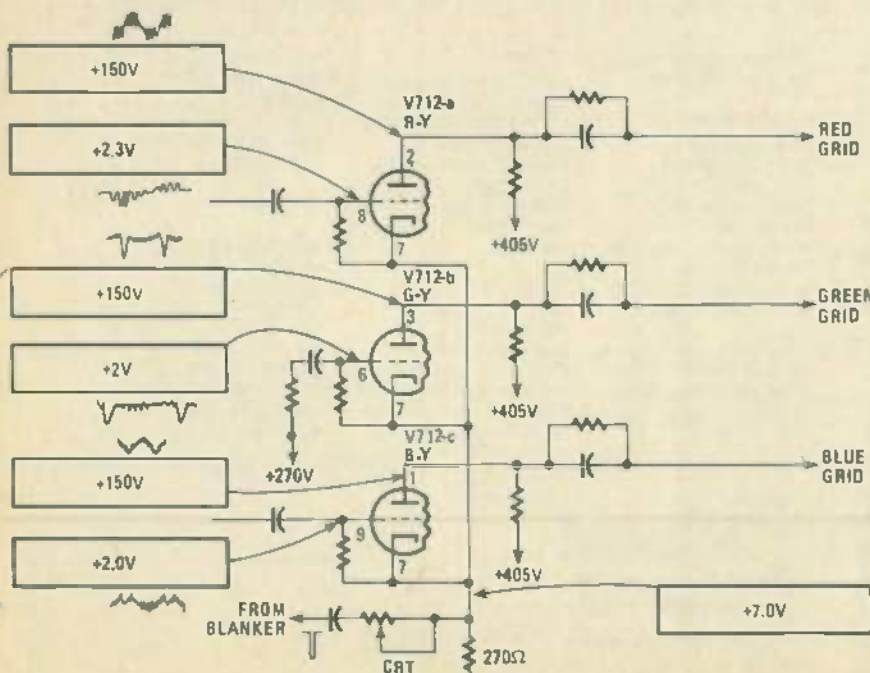 +150V
V712-a
R-Y
2
RED
GRID
+2.3V
8
7
+405V
+150V
V712-b
G-Y
3
GREEN
GRID
+2V
6
7
+405V
+270V
V712-c
B-Y
1
BLUE
GRID
+150V
9
7
+405V
+2.0V
+7.0V
FROM
BLANKER
270Ω
CRT